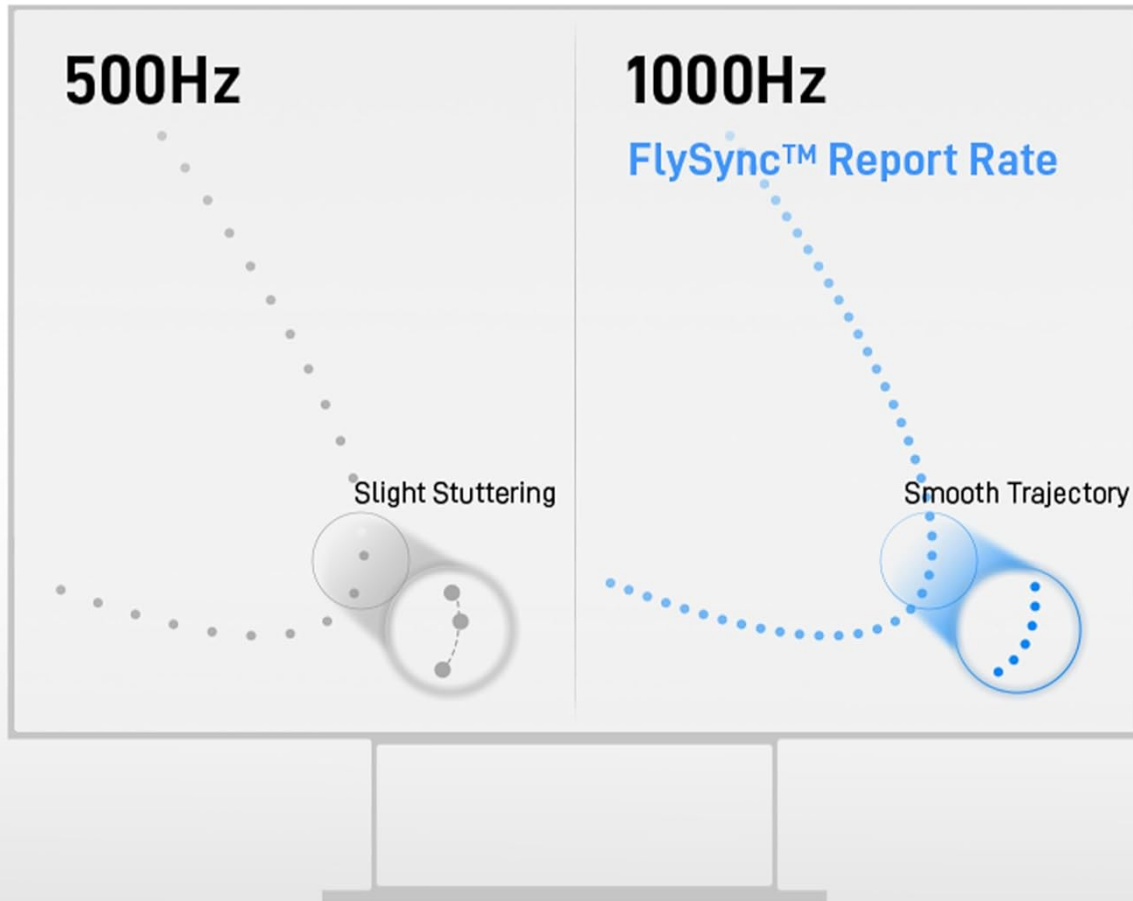 500Hz
Slight Stuttering
1000Hz
FlySync™ Report Rate
Smooth Trajectory